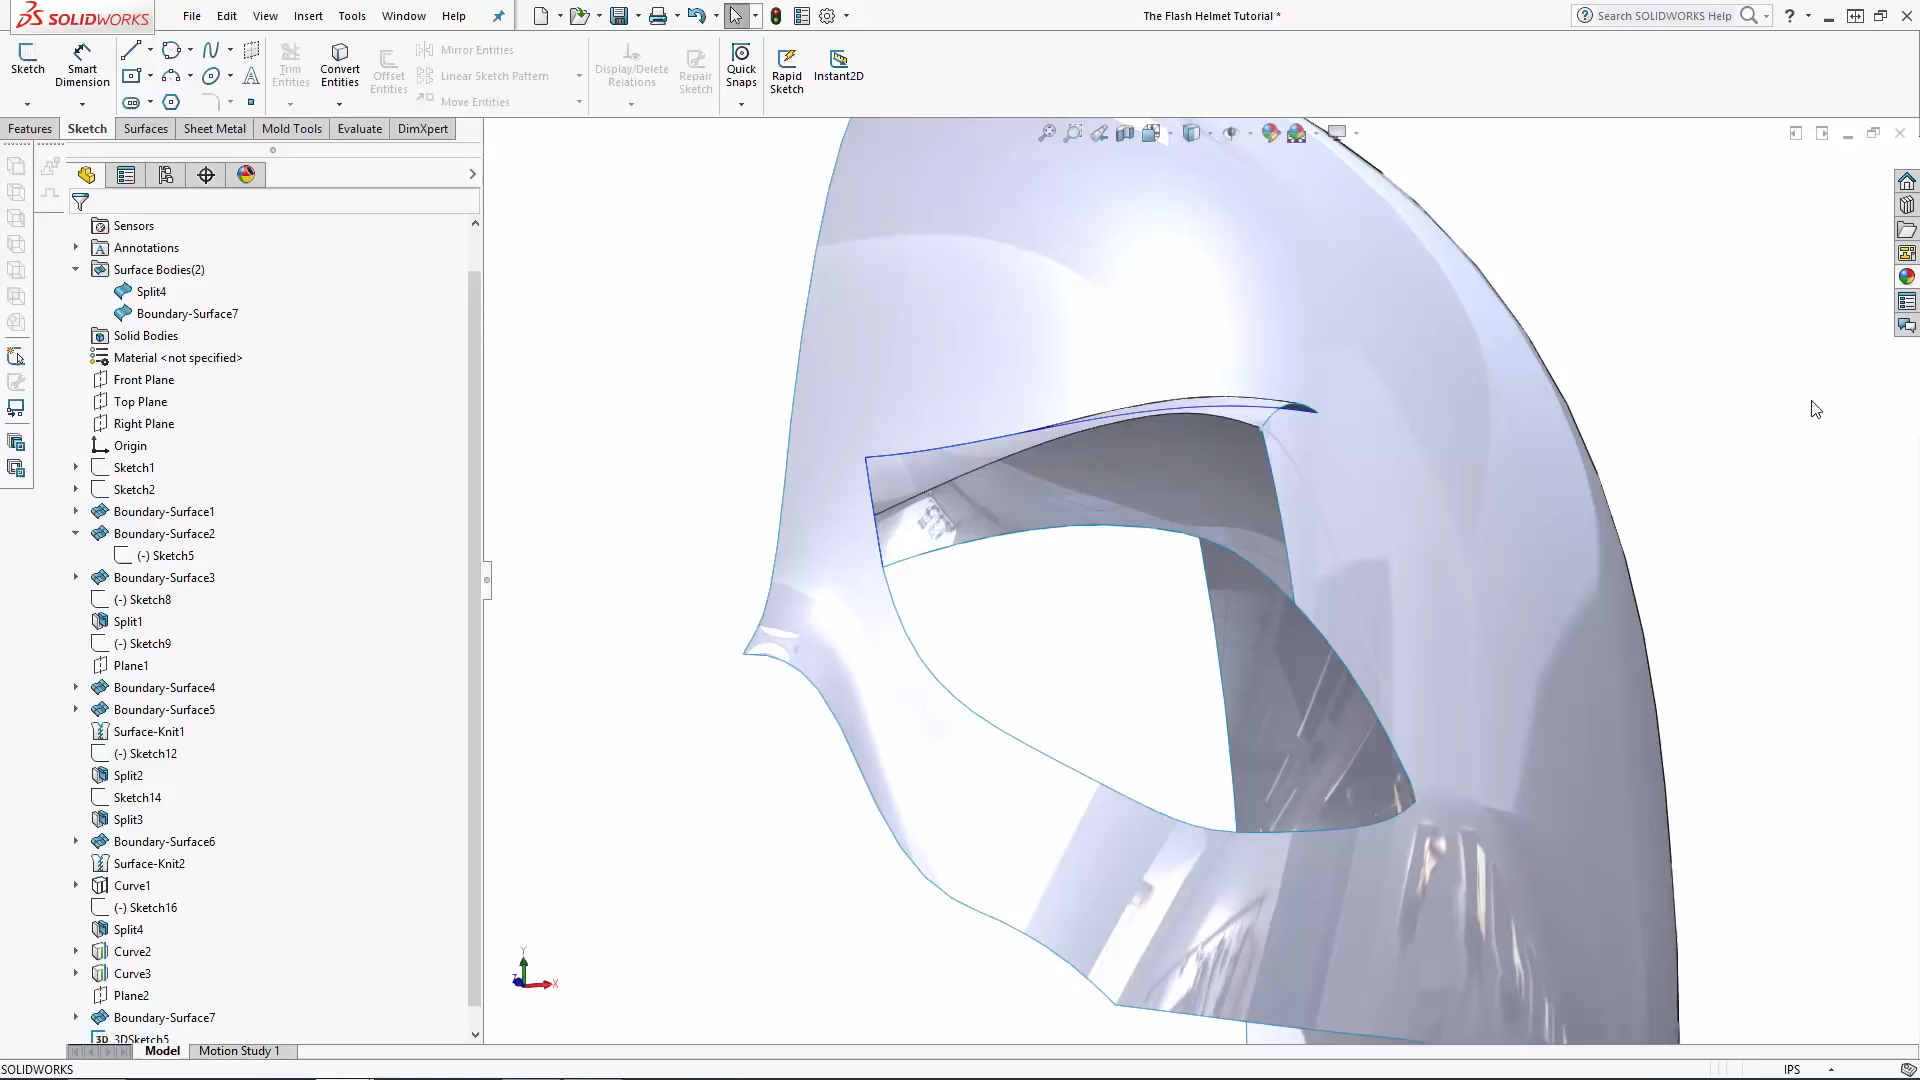 SOLIDWORKS File Edit View Insert Tools Window Help The Flash Helmet Tutorial * Search SOLIDWORKS Help
Sketch Smart Dimension Trim Entities Convert Entities Offset Entities Mirror Entities Linear Sketch Pattern Move Entities Display/Delete Relations Repair Sketch Quick Snaps Rapid Sketch Instant2D
Features Sketch Surfaces Sheet Metal Mold Tools Evaluate DimXpert
Sensors
Annotations
Surface Bodies(2)
Split4
Boundary-Surface7
Solid Bodies
Material <not specified>
Front Plane
Top Plane
Right Plane
Origin
Sketch1
Sketch2
Boundary-Surface1
Boundary-Surface2
(-) Sketch5
Boundary-Surface3
(-) Sketch8
Split1
(-) Sketch9
Plane1
Boundary-Surface4
Boundary-Surface5
Surface-Knit1
(-) Sketch12
Split2
Sketch14
Split3
Boundary-Surface6
Surface-Knit2
Curve1
(-) Sketch16
Split4
Curve2
Curve3
Plane2
Boundary-Surface7
3D 3DSketch5
Y
Z X
Model Motion Study 1
SOLIDWORKS IPS